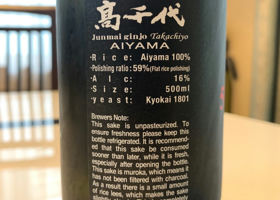 高千代
Junmai ginjo Takachiyo
AIYAMA
・Rice: Aiyama 100%
・Polishing ratio: 59%(Flat rice polishing)
・Alc: 16%
・Size: 500ml
・yeast: Kyokai 1801
Brewers Note:
This sake is unpasteurized. To
ensure freshness please keep this
bottle refrigerated. It is recommend-
ed that this sake be consumed
sooner than later, while it is fresh,
especially after opening the bottle.
This sake is muroka, which means it
has not been filtered with charcoal.
As a result there is a small amount
of rice lees, which makes the sake